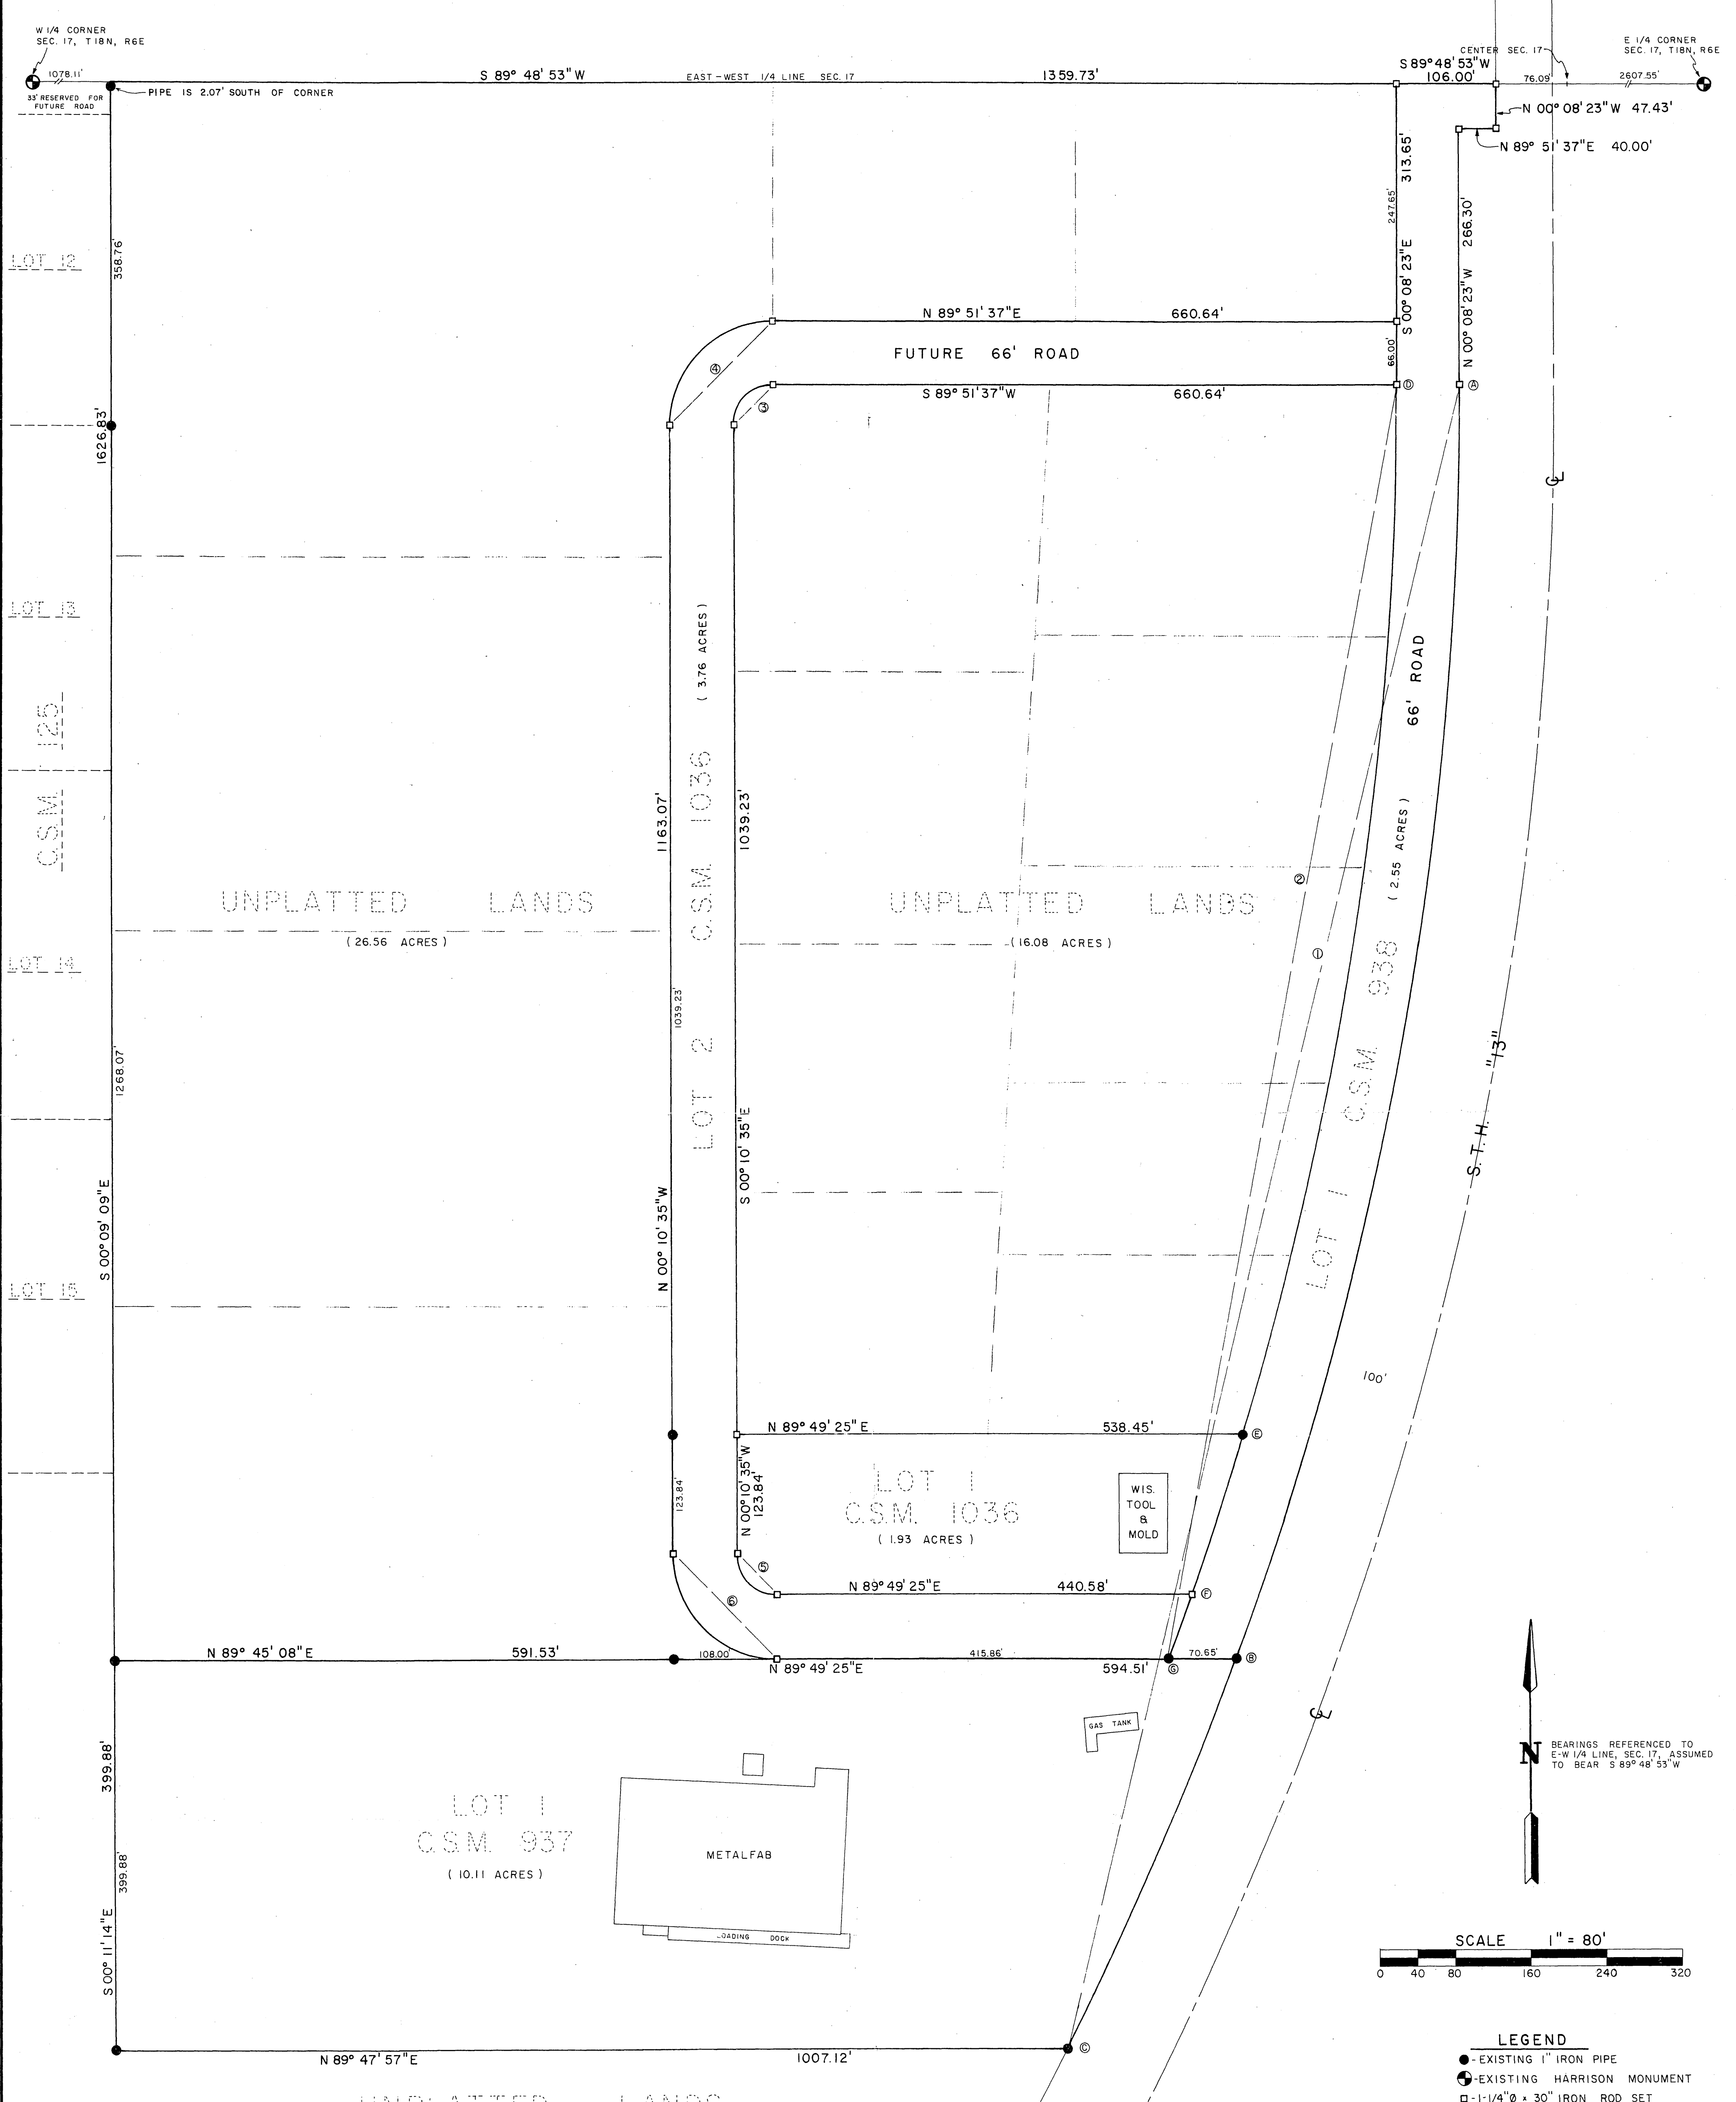 W 1/4 CORNER
SEC. 17, T18N, R6E
1078.11'
33' RESERVED FOR
FUTURE ROAD
PIPE IS 2.07' SOUTH OF CORNER
S 89° 48' 53" W
EAST - WEST 1/4 LINE SEC. 17
1359.73'
S 89° 48' 53" W
106.00'
CENTER SEC. 17
76.09'
E 1/4 CORNER
SEC. 17, T18N, R6E
2607.55'
N 00° 08' 23" W 47.43'
N 89° 51' 37" E 40.00'
313.65'
247.65'
S 00° 08' 23" E
66.00'
266.30'
N 00° 08' 23" W
LOT 12
358.76'
1626.83'
N 89° 51' 37" E 660.64'
FUTURE 66' ROAD
S 89° 51' 37" W 660.64'
④
③
D
A
℄
LOT 13
C.S.M. 125
( 3.76 ACRES )
66' ROAD
1163.07'
LOT 2 C.S.M. 1036
1039.23'
( 2.55 ACRES )
②
①
UNPLATTED LANDS
( 26.56 ACRES )
UNPLATTED LANDS
( 16.08 ACRES )
LOT 14
1039.23'
LOT 1 C.S.M. 938
S.T.H. "13"
1268.07'
S 00° 09' 09" E
N 00° 10' 35" W
S 00° 10' 35" E
LOT 15
100'
N 89° 49' 25" E 538.45'
E
123.84'
N 00° 10' 35" W
123.84'
LOT 1
C.S.M. 1036
( 1.93 ACRES )
WIS.
TOOL
&
MOLD
⑤
⑥
N 89° 49' 25" E 440.58'
F
N 89° 45' 08" E 591.53'
108.00'
N 89° 49' 25" E
415.86'
594.51'
G
70.65'
B
℄
GAS TANK
399.88'
399.88'
S 00° 11' 14" E
LOT 1
C.S.M. 937
( 10.11 ACRES )
METALFAB
LOADING DOCK
N
BEARINGS REFERENCED TO
E-W 1/4 LINE, SEC. 17, ASSUMED
TO BEAR S 89° 48' 53" W
SCALE 1" = 80'
0 40 80 160 240 320
C
N 89° 47' 57" E 1007.12'
UNPLATTED LANDS
LEGEND
- EXISTING 1" IRON PIPE
- EXISTING HARRISON MONUMENT
- 1-1/4" Ø x 30" IRON ROD SET